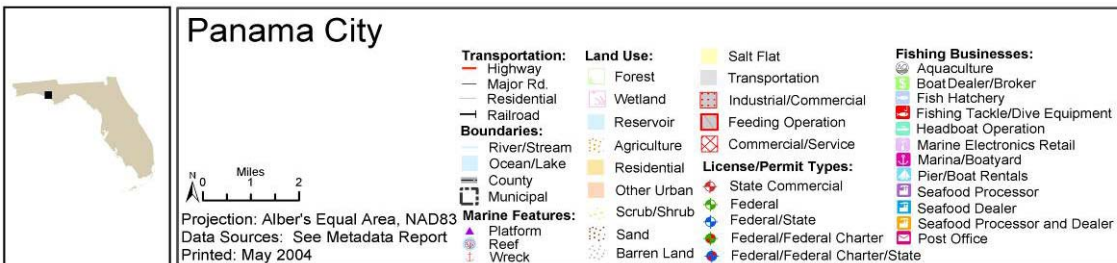 Panama City
N
Miles
0 1 2
Projection: Alber's Equal Area, NAD83
Data Sources: See Metadata Report
Printed: May 2004
Transportation:
Highway
Major Rd.
Residential
Railroad
Boundaries:
River/Stream
Ocean/Lake
County
Municipal
Marine Features:
Platform
Reef
Wreck
Land Use:
Forest
Wetland
Reservoir
Agriculture
Residential
Other Urban
Scrub/Shrub
Sand
Barren Land
Salt Flat
Transportation
Industrial/Commercial
Feeding Operation
Commercial/Service
License/Permit Types:
State Commercial
Federal
Federal/State
Federal/Federal Charter
Federal/Federal Charter/State
Fishing Businesses:
Aquaculture
Boat Dealer/Broker
Fish Hatchery
Fishing Tackle/Dive Equipment
Headboat Operation
Marine Electronics Retail
Marina/Boatyard
Pier/Boat Rentals
Seafood Processor
Seafood Dealer
Seafood Processor and Dealer
Post Office